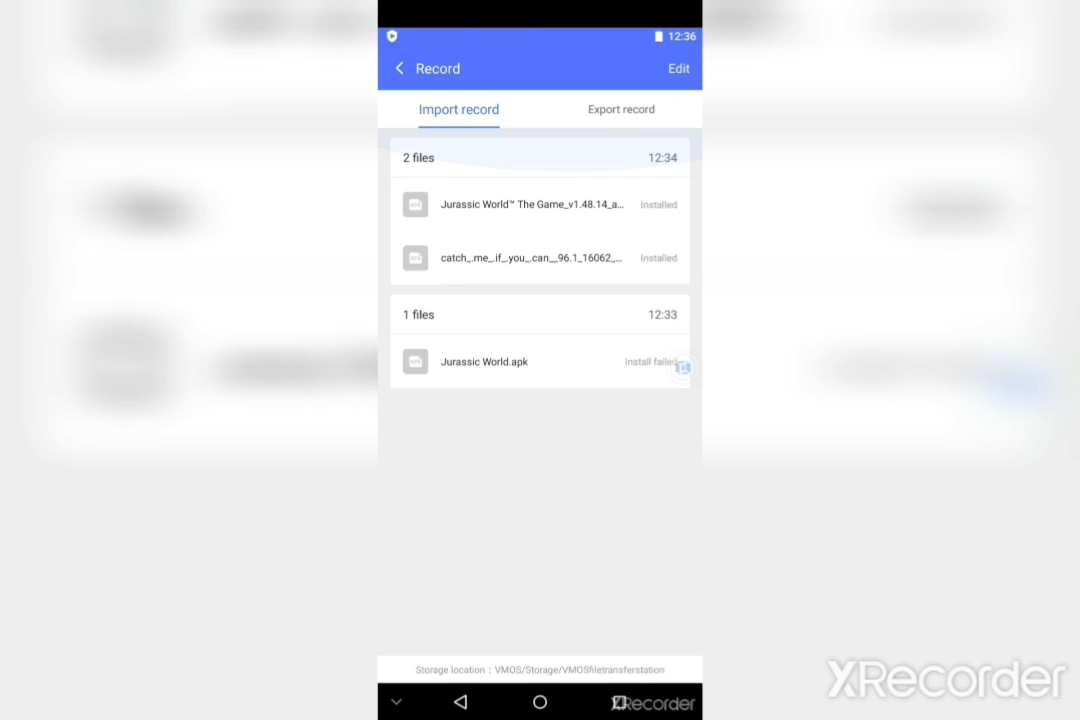 12:36
Record
Edit
Import record
Export record
2 files
12:34
Jurassic World™ The Game_v1.48.14_a...
Installed
catch_.me_.if_.you_.can__96.1_16062_...
Installed
1 files
12:33
Jurassic World.apk
Install failed
Storage location：VMOS/Storage/VMOSfiletransferstation
XRecorder
XRecorder